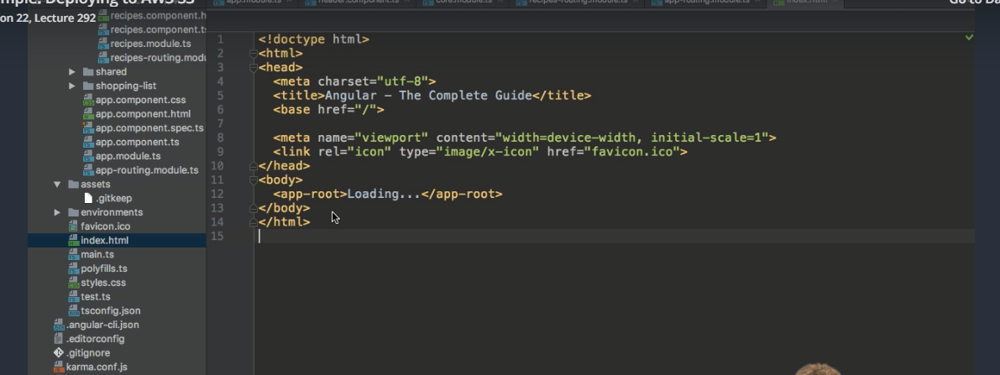 mple: Deploying to AWS S3
on 22, Lecture 292
Go to Da
app.module.ts
header.component.ts
core.module.ts
recipes-routing.module.ts
app-routing.module.ts
index.html
recipes.component.h
recipes.component.ts
recipes.module.ts
recipes-routing.modu
shared
shopping-list
app.component.css
app.component.html
app.component.spec.ts
app.component.ts
app.module.ts
app-routing.module.ts
assets
.gitkeep
environments
favicon.ico
index.html
main.ts
polyfills.ts
styles.css
test.ts
tsconfig.json
.angular-cli.json
.editorconfig
.gitignore
karma.conf.js
1 <!doctype html>
2 <html>
3 <head>
4 <meta charset="utf-8">
5 <title>Angular – The Complete Guide</title>
6 <base href="/">
7
8 <meta name="viewport" content="width=device-width, initial-scale=1">
9 <link rel="icon" type="image/x-icon" href="favicon.ico">
10 </head>
11 <body>
12 <app-root>Loading...</app-root>
13 </body>
14 </html>
15